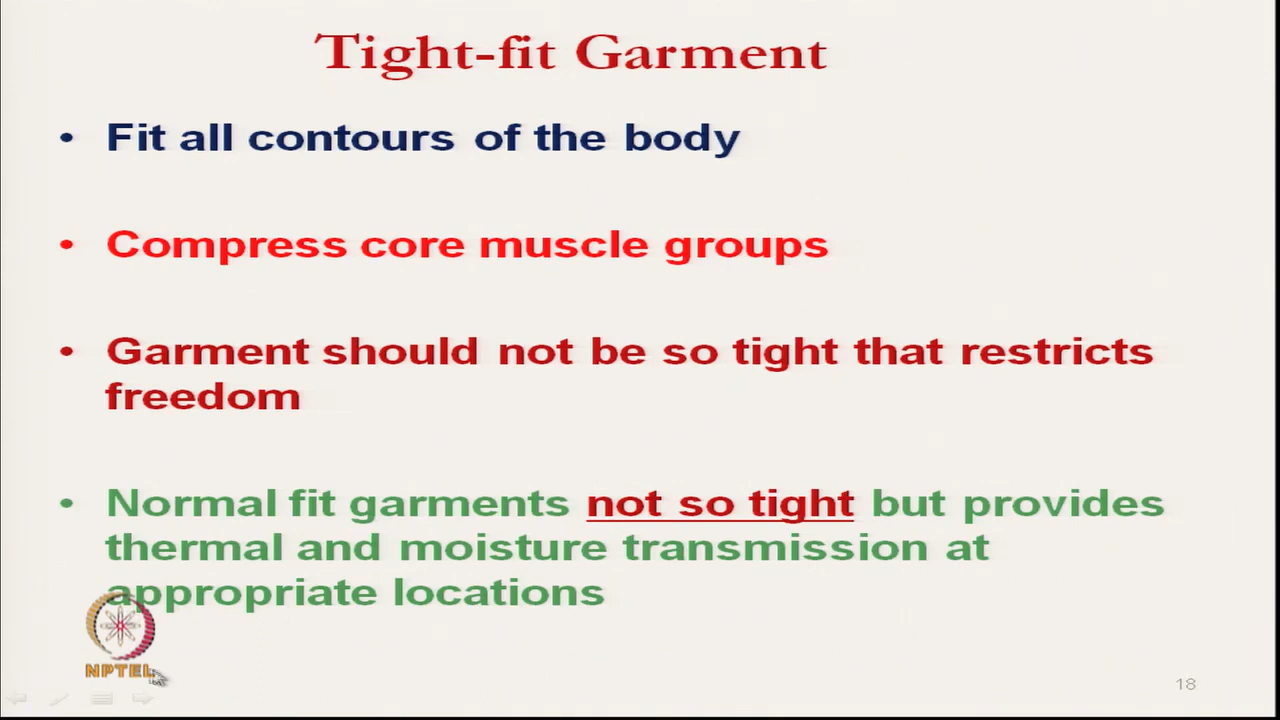 Tight-fit Garment
• Fit all contours of the body
• Compress core muscle groups
• Garment should not be so tight that restricts
freedom
• Normal fit garments not so tight but provides
thermal and moisture transmission at
appropriate locations
NPTEL
18